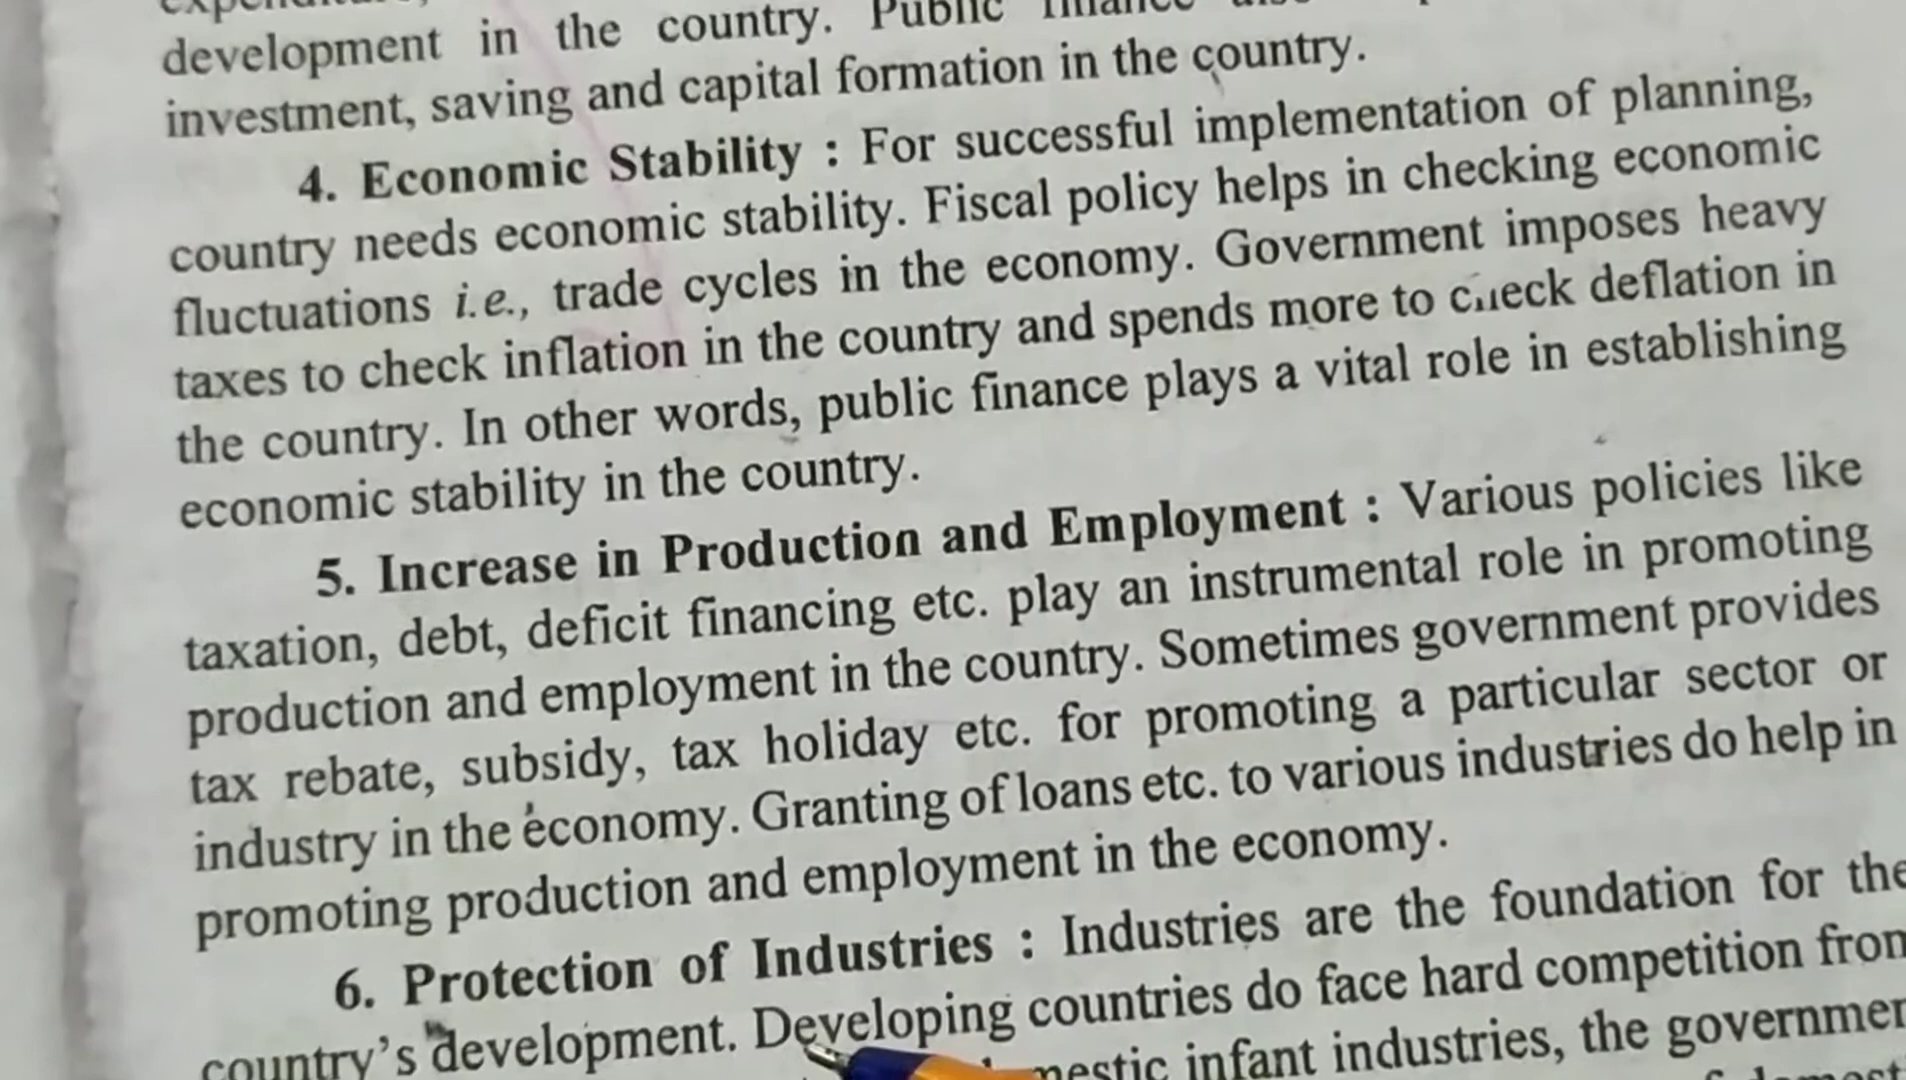 development in the country. Public
investment, saving and capital formation in the country.
4. Economic Stability : For successful implementation of planning,
country needs economic stability. Fiscal policy helps in checking economic
fluctuations i.e., trade cycles in the economy. Government imposes heavy
taxes to check inflation in the country and spends more to check deflation in
the country. In other words, public finance plays a vital role in establishing
economic stability in the country.
5. Increase in Production and Employment : Various policies like
taxation, debt, deficit financing etc. play an instrumental role in promoting
production and employment in the country. Sometimes government provides
tax rebate, subsidy, tax holiday etc. for promoting a particular sector or
industry in the economy. Granting of loans etc. to various industries do help in
promoting production and employment in the economy.
6. Protection of Industries : Industries are the foundation for the
country's development. Developing countries do face hard competition from
infant industries, the